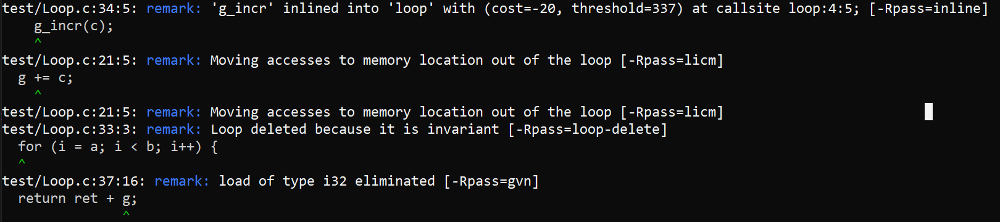 test/Loop.c:34:5: remark: 'g_incr' inlined into 'loop' with (cost=-20, threshold=337) at callsite loop:4:5; [-Rpass=inline]
    g_incr(c);
    ^
test/Loop.c:21:5: remark: Moving accesses to memory location out of the loop [-Rpass=licm]
  g += c;
    ^
test/Loop.c:21:5: remark: Moving accesses to memory location out of the loop [-Rpass=licm]
test/Loop.c:33:3: remark: Loop deleted because it is invariant [-Rpass=loop-delete]
  for (i = a; i < b; i++) {
  ^
test/Loop.c:37:16: remark: load of type i32 eliminated [-Rpass=gvn]
  return ret + g;
               ^